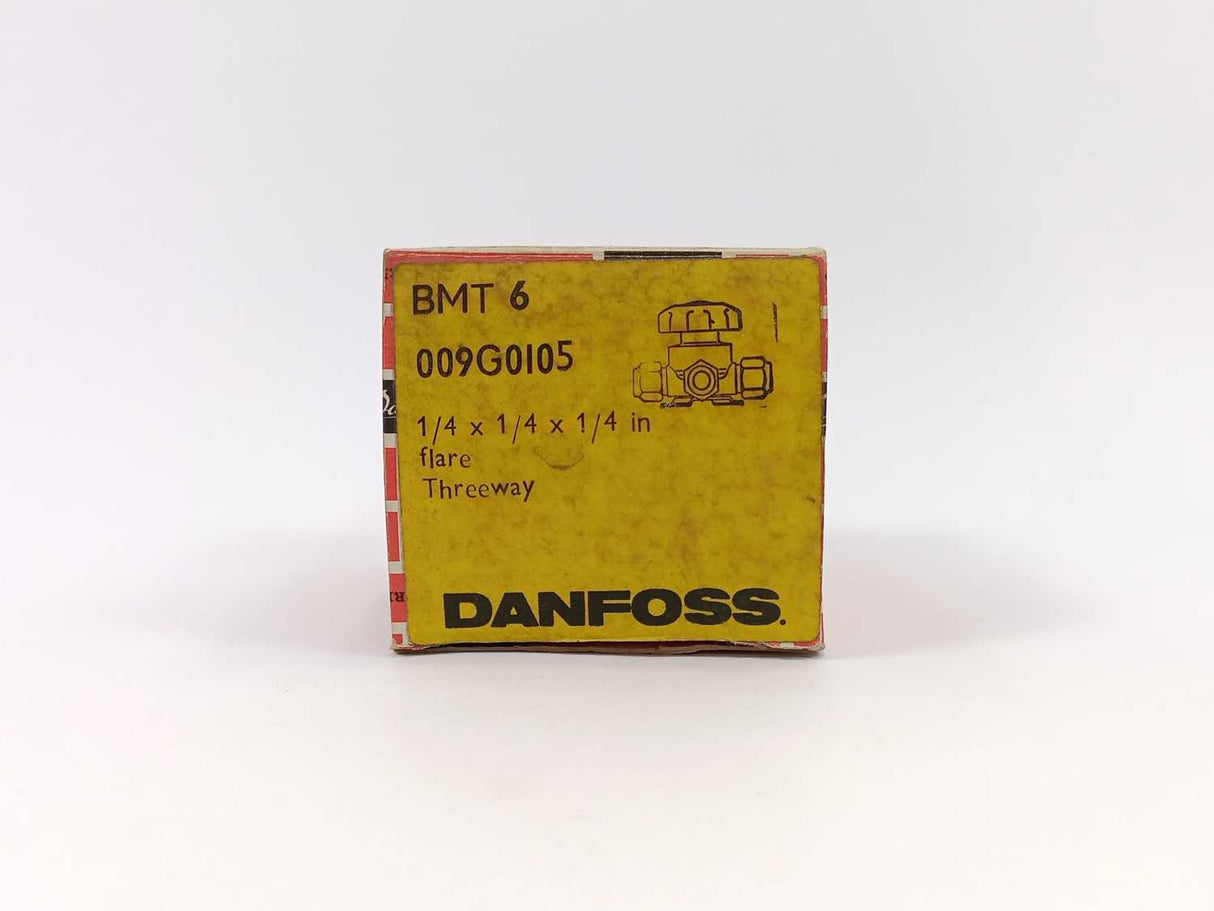 BMT 6
009G0105
1/4 x 1/4 x 1/4 in
flare
Threeway
DANFOSS.